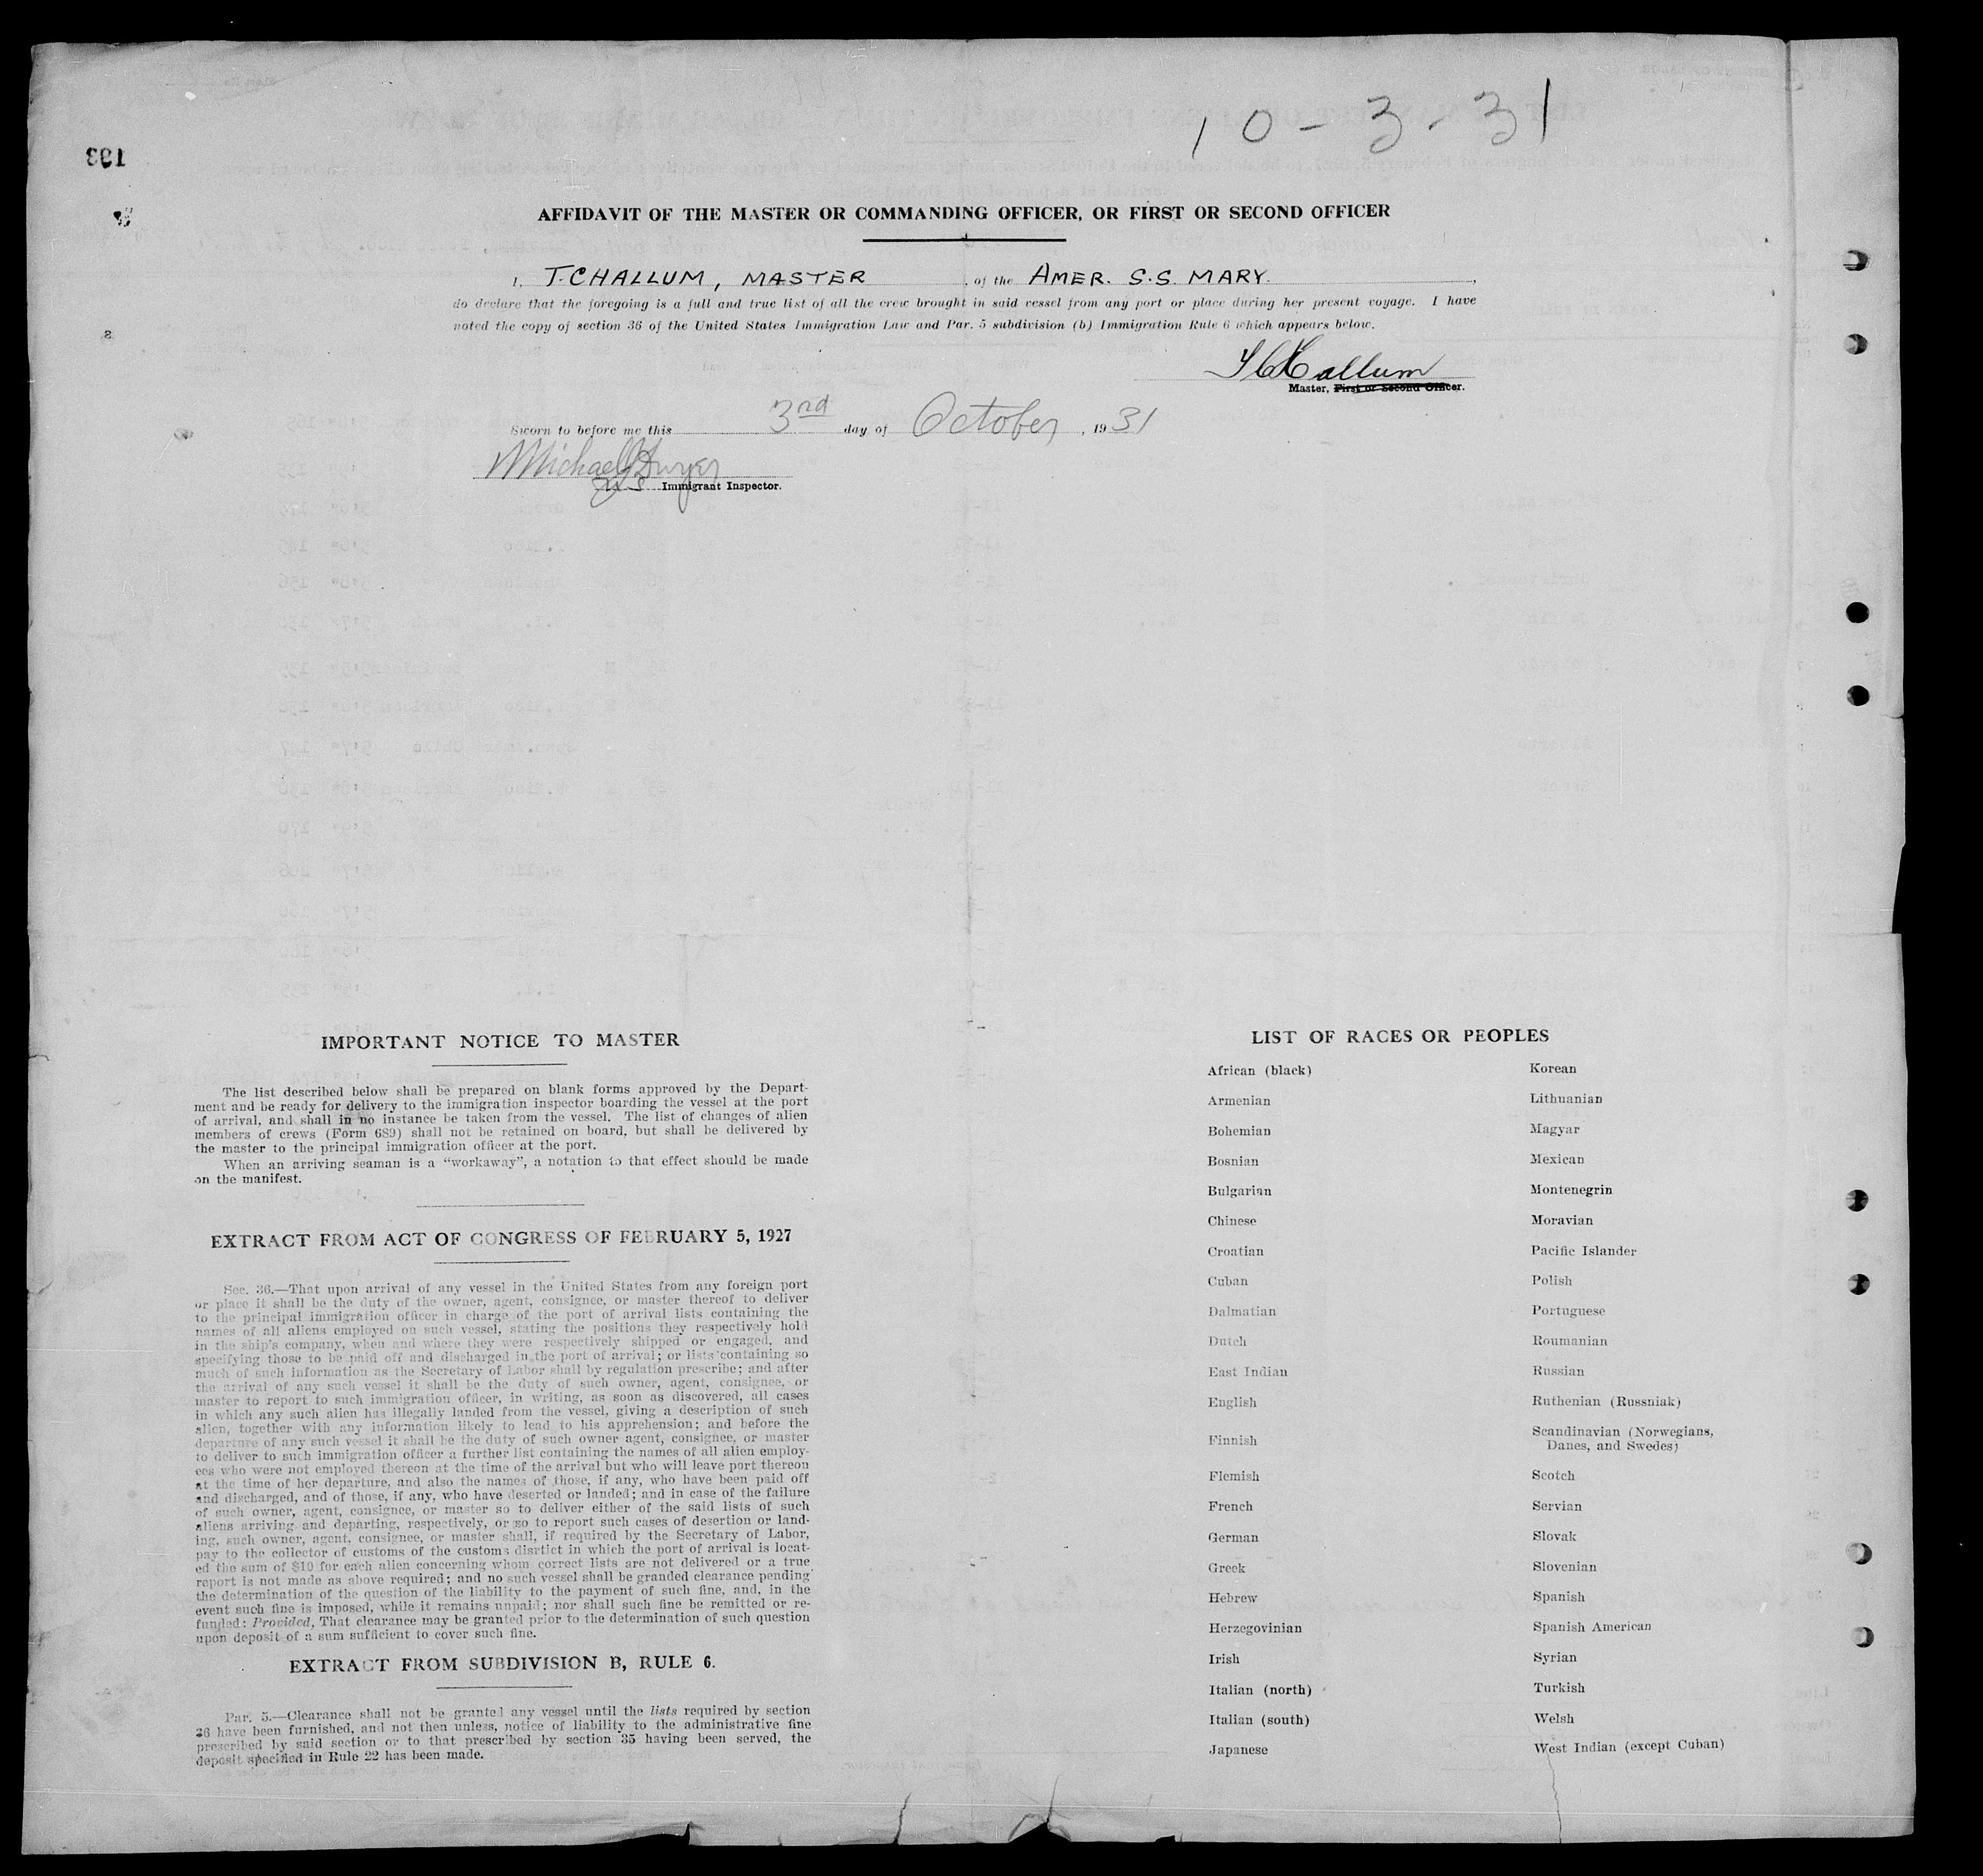 10-3-31
193
AFFIDAVIT OF THE MASTER OR COMMANDING OFFICER, OR FIRST OR SECOND OFFICER
I, T. CHALLUM, MASTER, of the AMER. S.S. MARY.,
do declare that the foregoing is a full and true list of all the crew brought in said vessel from any port or place during her present voyage. I have
noted the copy of section 36 of the United States Immigration Law and Par. 5 subdivision (b) Immigration Rule 6 which appears below.
Master, First or Second Officer.
Sworn to before me this 3rd day of October, 1931
Michael J Dwyer
Immigrant Inspector.
IMPORTANT NOTICE TO MASTER
The list described below shall be prepared on blank forms approved by the Depart-
ment and be ready for delivery to the immigration inspector boarding the vessel at the port
of arrival, and shall in no instance be taken from the vessel. The list of changes of alien
members of crews (Form 689) shall not be retained on board, but shall be delivered by
the master to the principal immigration officer at the port.
When an arriving seaman is a "workaway", a notation to that effect should be made
on the manifest.
EXTRACT FROM ACT OF CONGRESS OF FEBRUARY 5, 1927
Sec. 36.—That upon arrival of any vessel in the United States from any foreign port
or place it shall be the duty of the owner, agent, consignee, or master thereof to deliver
to the principal immigration officer in charge of the port of arrival lists containing the
names of all aliens employed on such vessel, stating the positions they respectively hold
in the ship's company, when and where they were respectively shipped or engaged, and
specifying those to be paid off and discharged in the port of arrival; or lists containing so
much of such information as the Secretary of Labor shall by regulation prescribe; and after
the arrival of any such vessel it shall be the duty of such owner, agent, consignee, or
master to report to such immigration officer, in writing, as soon as discovered, all cases
in which any such alien has illegally landed from the vessel, giving a description of such
alien, together with any information likely to lead to his apprehension; and before the
departure of any such vessel it shall be the duty of such owner agent, consignee, or master
to deliver to such immigration officer a further list containing the names of all alien employ-
ees who were not employed thereon at the time of the arrival but who will leave port thereon
at the time of her departure, and also the names of those, if any, who have been paid off
and discharged, and of those, if any, who have deserted or landed; and in case of the failure
of such owner, agent, consignee, or master so to deliver either of the said lists of such
aliens arriving and departing, respectively, or so to report such cases of desertion or land-
ing, such owner, agent, consignee, or master shall, if required by the Secretary of Labor,
pay to the collector of customs of the customs disrtict in which the port of arrival is locat-
ed the sum of $10 for each alien concerning whom correct lists are not delivered or a true
report is not made as above required; and no such vessel shall be granded clearance pending
the determination of the question of the liability to the payment of such fine, and, in the
event such fine is imposed, while it remains unpaid; nor shall such fine be remitted or re-
funded: Provided, That clearance may be granted prior to the determination of such question
upon deposit of a sum sufficient to cover such fine.
EXTRACT FROM SUBDIVISION B, RULE 6.
Par. 5.—Clearance shall not be granted any vessel until the lists required by section
36 have been furnished, and not then unless, notice of liability to the administrative fine
prescribed by said section or to that prescribed by section 35 having been served, the
deposit specified in Rule 22 has been made.
LIST OF RACES OR PEOPLES
African (black)
Armenian
Bohemian
Bosnian
Bulgarian
Chinese
Croatian
Cuban
Dalmatian
Dutch
East Indian
English
Finnish
Flemish
French
German
Greek
Hebrew
Herzegovinian
Irish
Italian (north)
Italian (south)
Japanese
Korean
Lithuanian
Magyar
Mexican
Montenegrin
Moravian
Pacific Islander
Polish
Portuguese
Roumanian
Russian
Ruthenian (Russniak)
Scandinavian (Norwegians,
Danes, and Swedes)
Scotch
Servian
Slovak
Slovenian
Spanish
Spanish American
Syrian
Turkish
Welsh
West Indian (except Cuban)